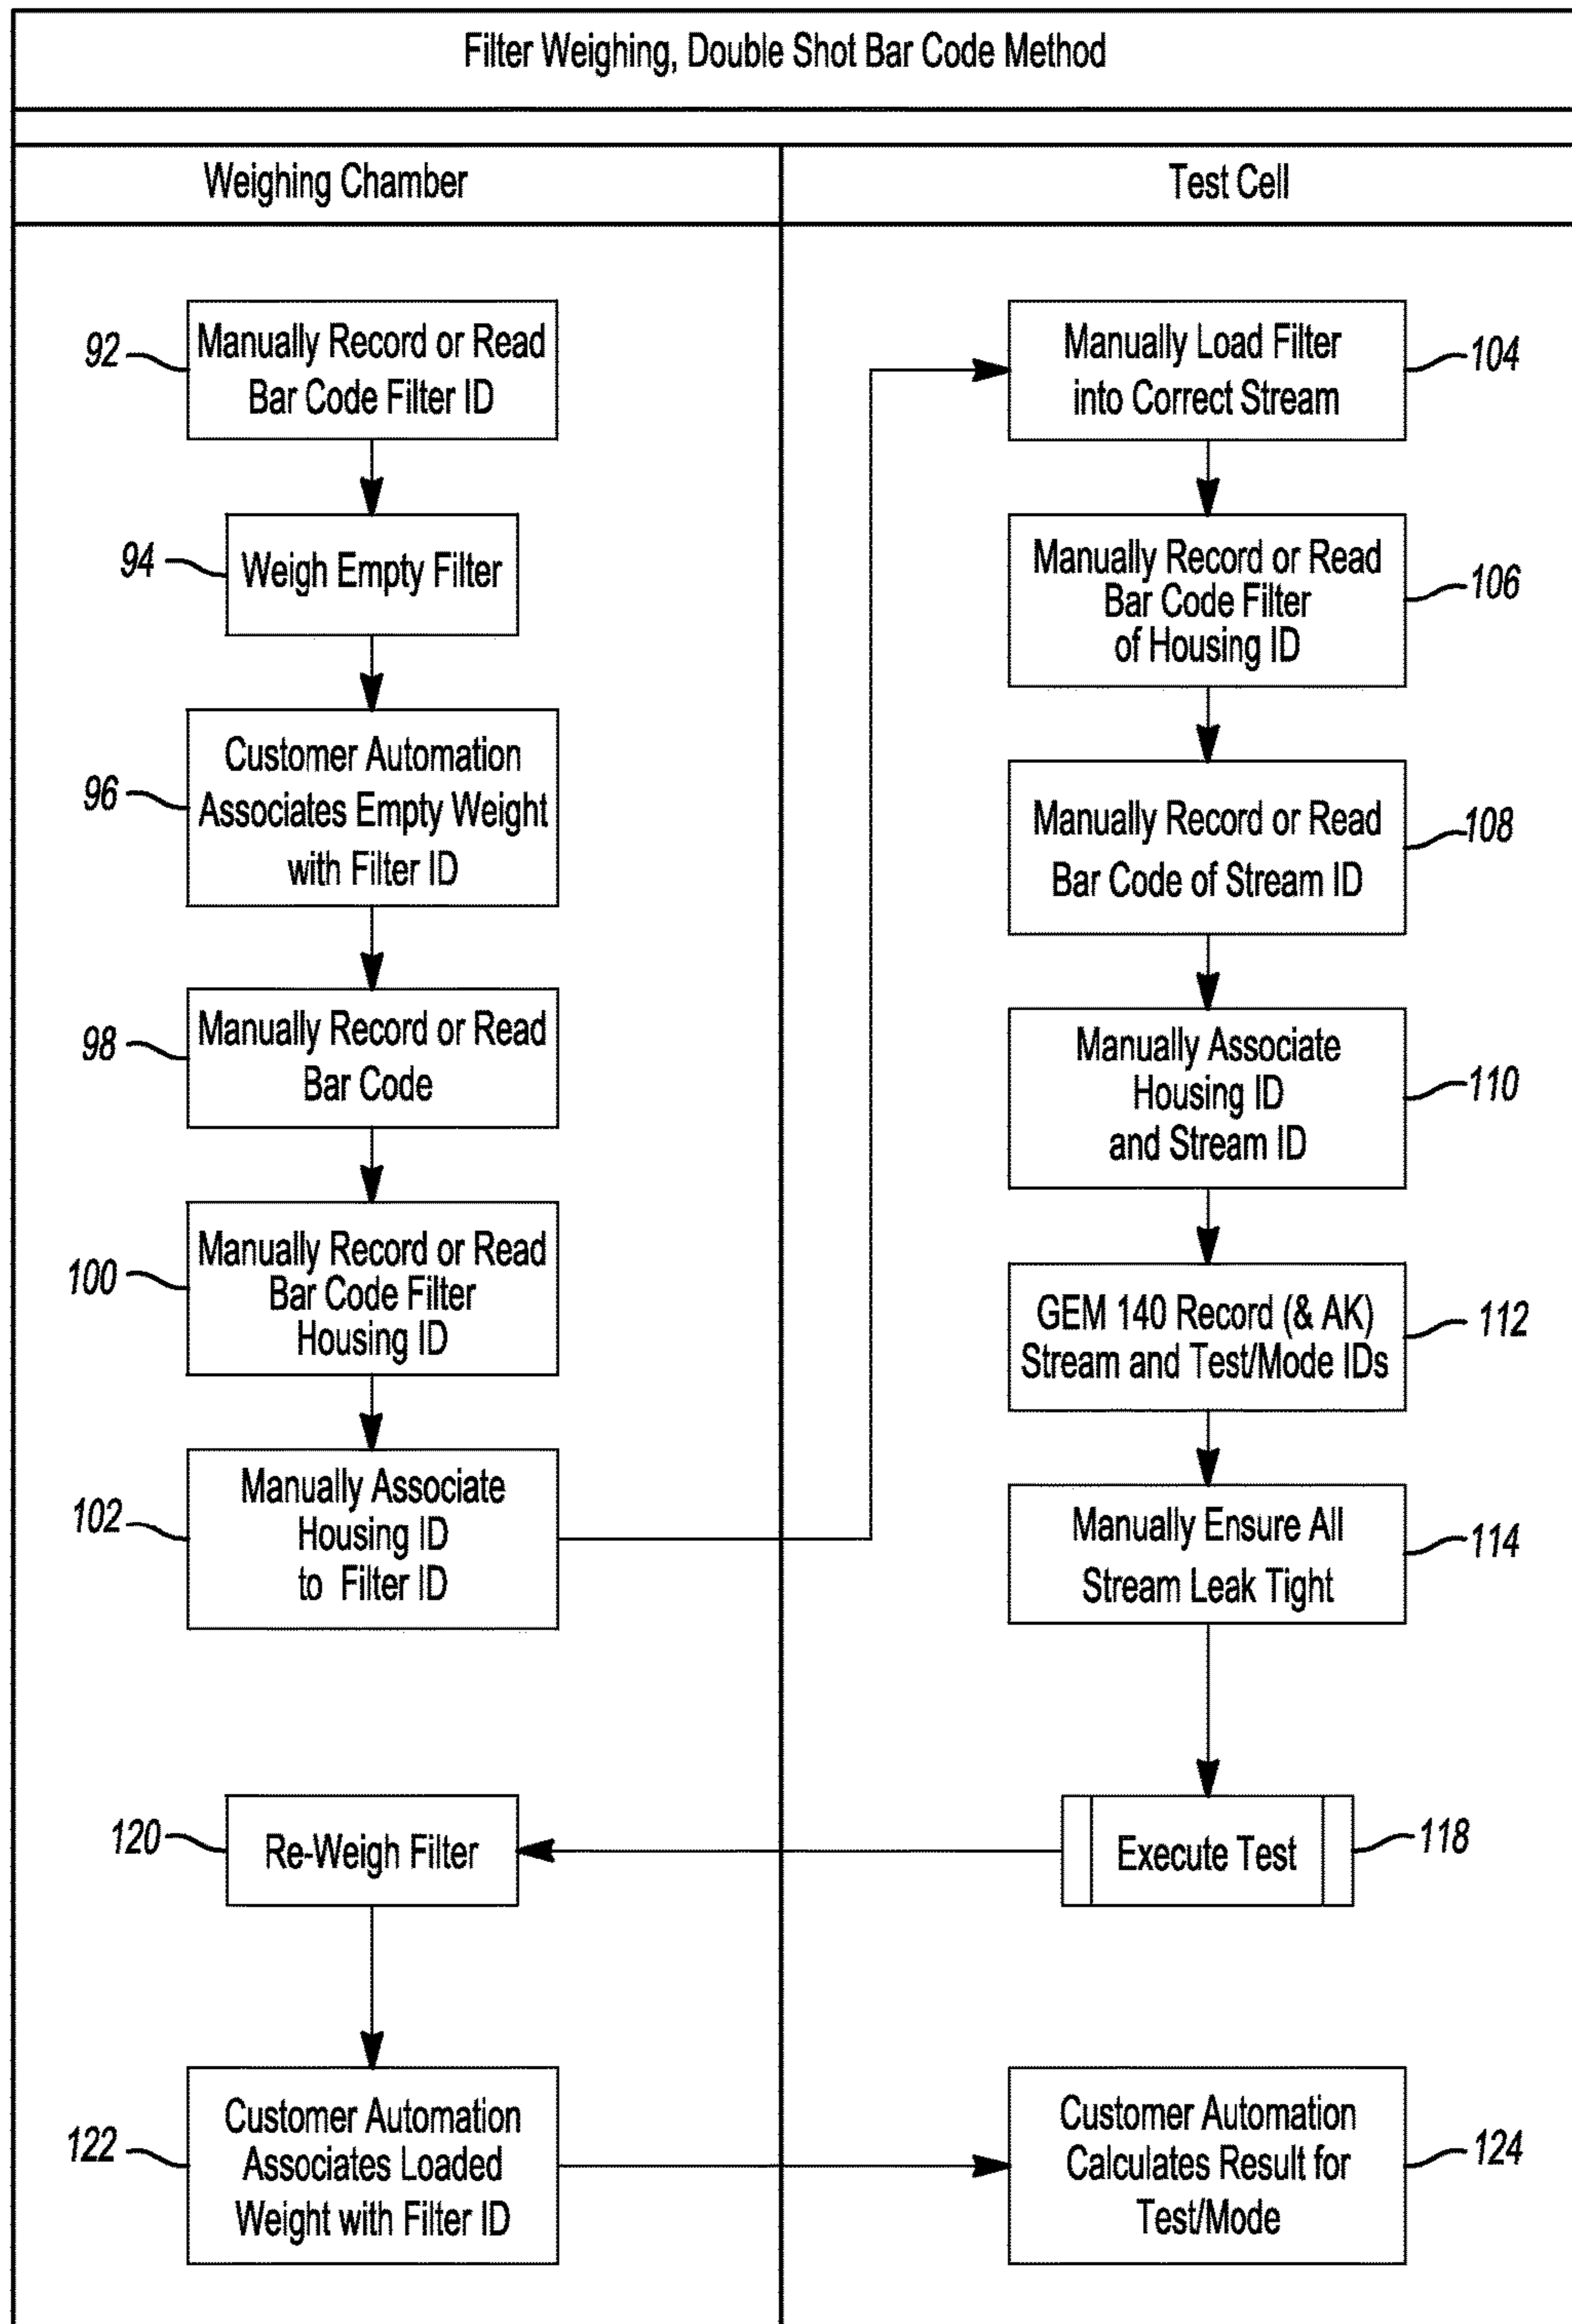 Filter Weighing, Double Shot Bar Code Method
Weighing Chamber
Test Cell
92
Manually Record or Read
Bar Code Filter ID
94
Weigh Empty Filter
96
Customer Automation
Associates Empty Weight
with Filter ID
98
Manually Record or Read
Bar Code
100
Manually Record or Read
Bar Code Filter
Housing ID
102
Manually Associate
Housing ID
to Filter ID
Manually Load Filter
into Correct Stream
104
Manually Record or Read
Bar Code Filter
of Housing ID
106
Manually Record or Read
Bar Code of Stream ID
108
Manually Associate
Housing ID
and Stream ID
110
GEM 140 Record (& AK)
Stream and Test/Mode IDs
112
Manually Ensure All
Stream Leak Tight
114
Execute Test
118
120
Re-Weigh Filter
122
Customer Automation
Associates Loaded
Weight with Filter ID
Customer Automation
Calculates Result for
Test/Mode
124